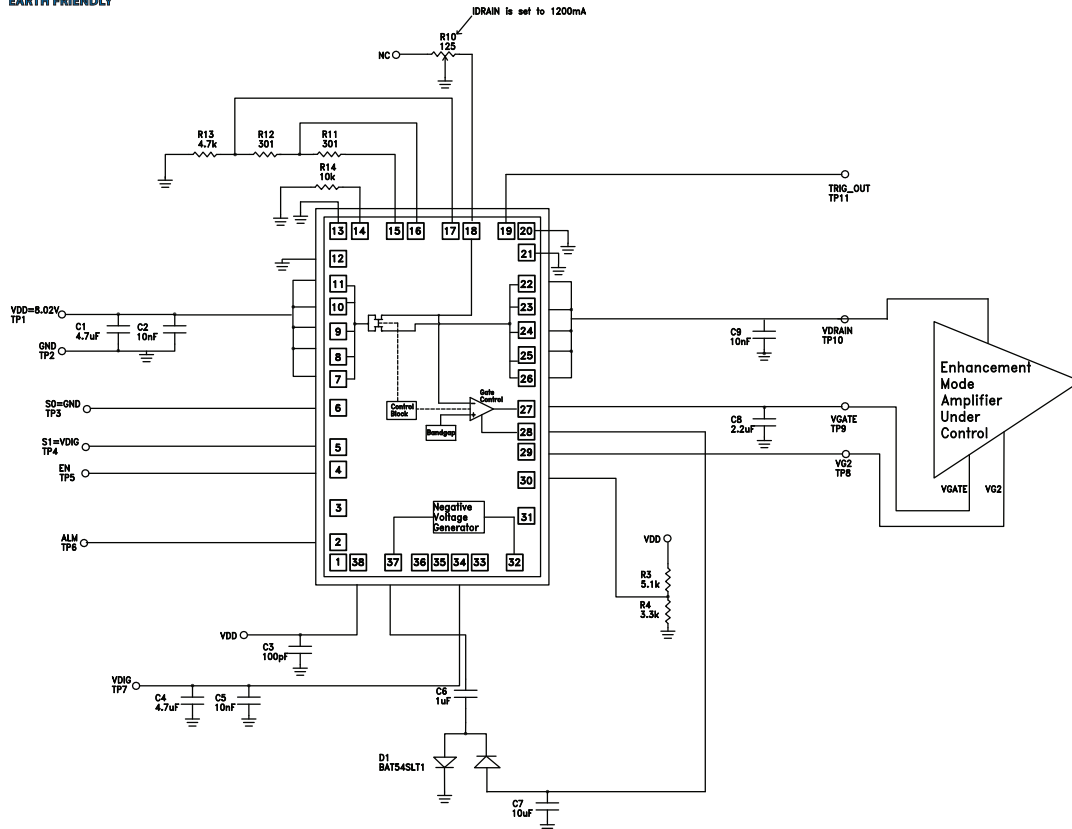 EARTH FRIENDLY
IDRAIN is set to 1200mA
R10
125
NC
R13
4.7k
R12
301
R11
301
R14
10k
TRIG_OUT
TP11
13
14
15
16
17
18
19
20
21
12
11
10
9
8
7
6
5
4
3
2
1
22
23
24
25
26
27
28
29
30
31
38
37
36
35
34
33
32
VDD=8.02V
TP1
C1
4.7uF
C2
10nF
GND
TP2
S0=GND
TP3
S1=VDIG
TP4
EN
TP5
ALM
TP6
Control
Block
Bandgap
Gate
Control
-
+
Negative
Voltage
Generator
C9
10nF
VDRAIN
TP10
C8
2.2uF
VGATE
TP9
VG2
TP8
Enhancement
Mode
Amplifier
Under
Control
VGATE
VG2
VDD
R3
5.1k
R4
3.3k
VDD
C3
100pF
VDIG
TP7
C4
4.7uF
C5
10nF
C6
1uF
D1
BAT54SLT1
C7
10uF